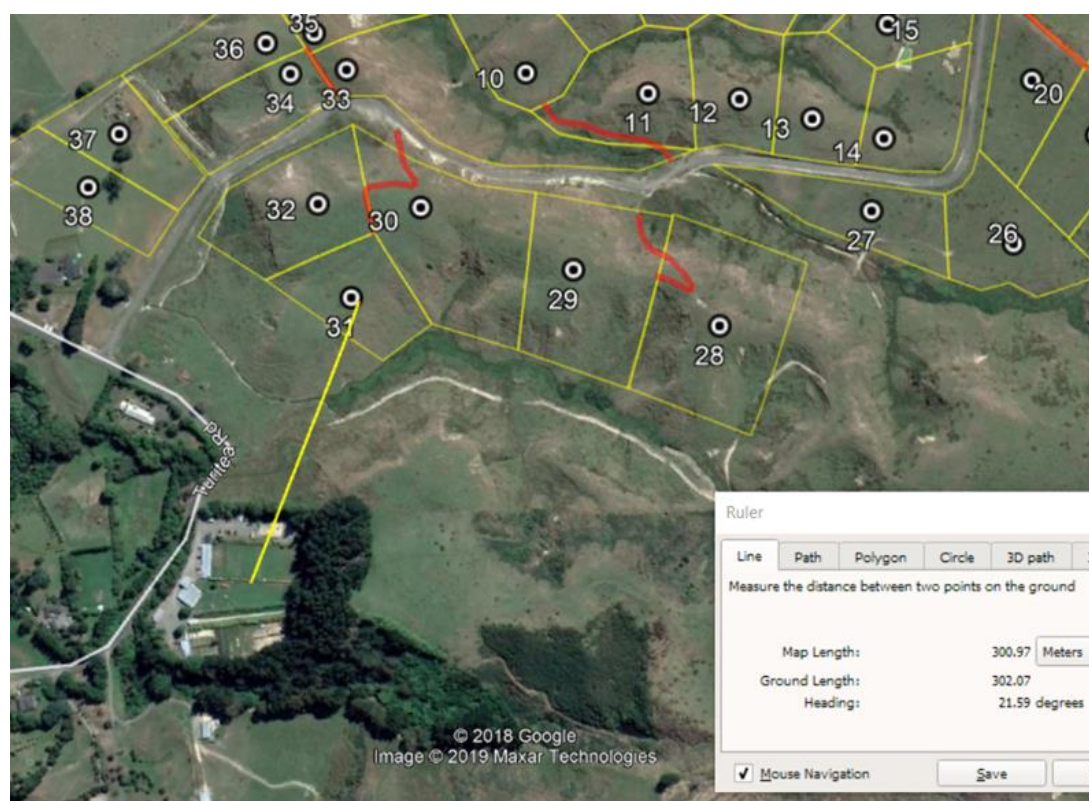 35
36
15
10
34
33
20
11
12
13
37
14
38
32
30
27
26
29
31
28
Turitea Rd
Ruler
Line Path Polygon Circle 3D path
Measure the distance between two points on the ground
Map Length: 300.97 Meters
Ground Length: 302.07
Heading: 21.59 degrees
Mouse Navigation Save
© 2018 Google
Image © 2019 Maxar Technologies